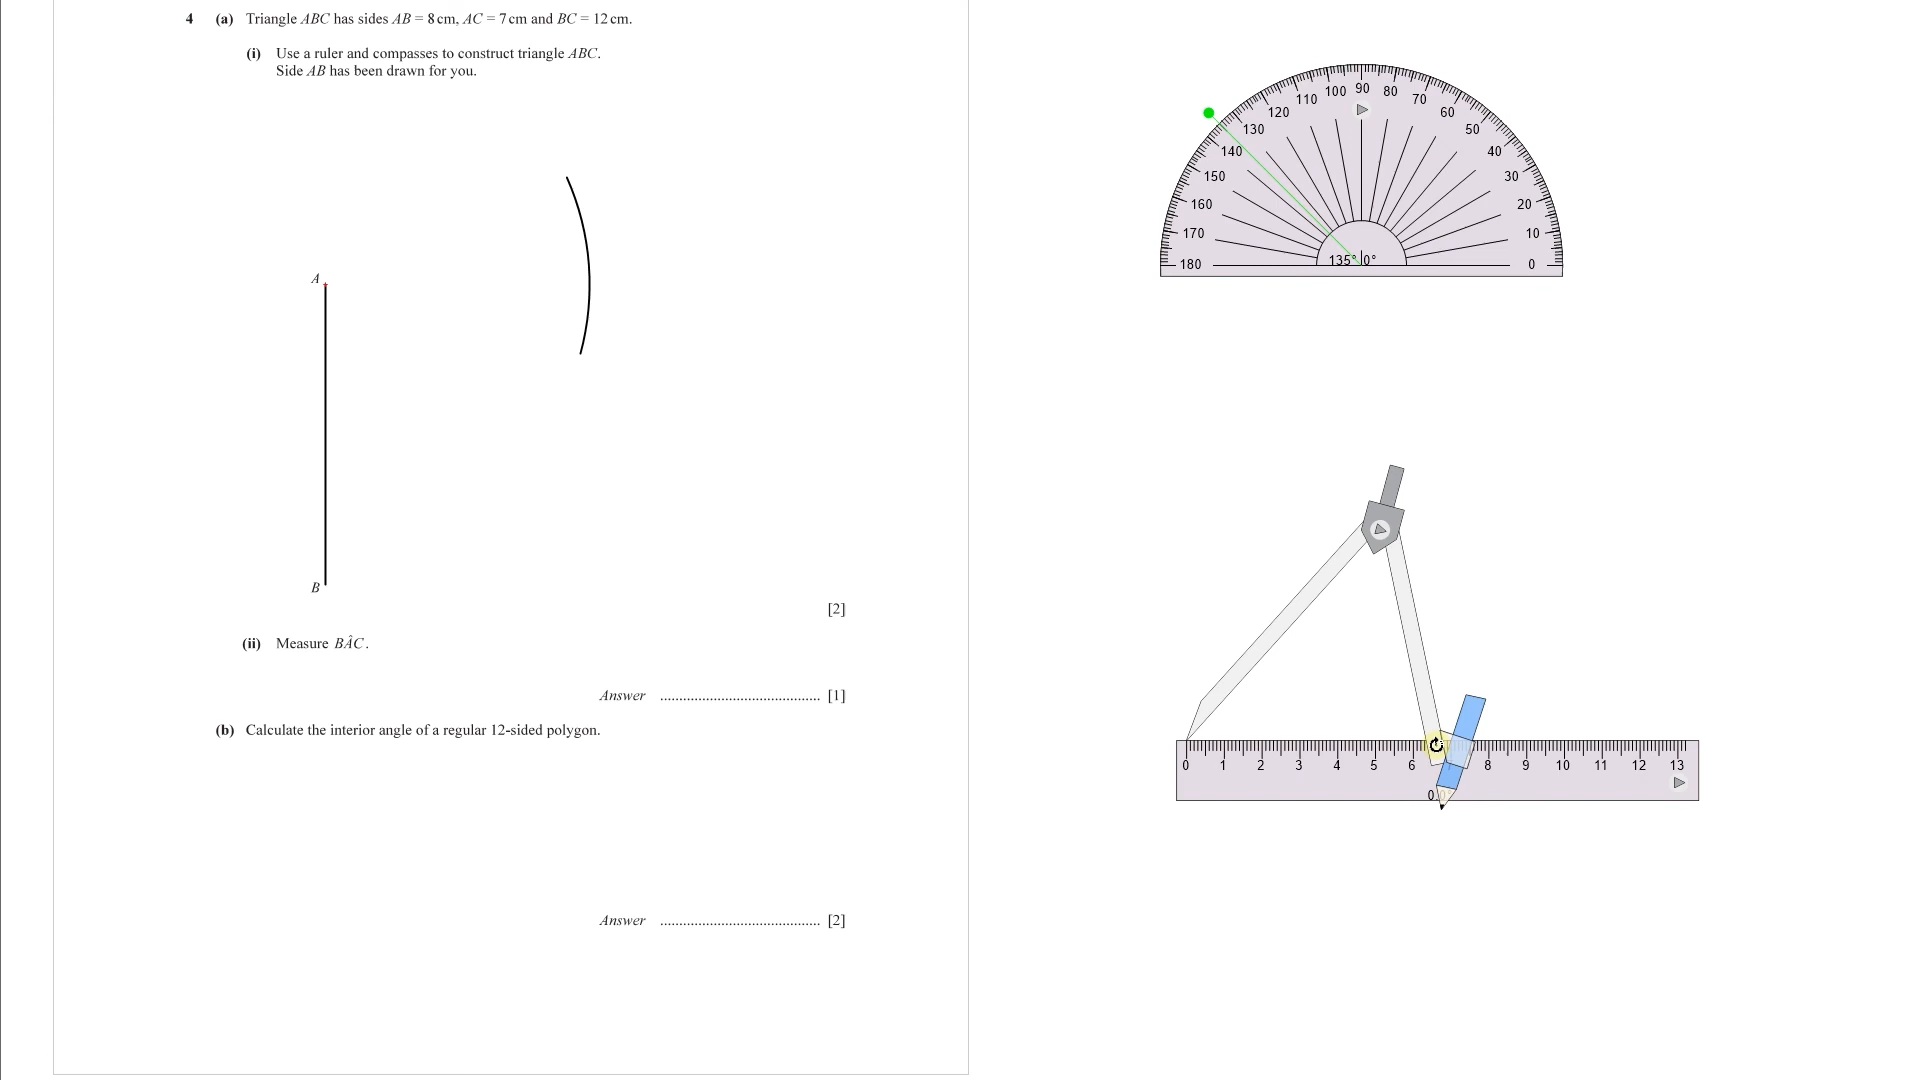 4 (a) Triangle ABC has sides AB = 8 cm, AC = 7 cm and BC = 12 cm.
(i) Use a ruler and compasses to construct triangle ABC.
Side AB has been drawn for you.
A
B
[2]
(ii) Measure BÂC.
Answer .......................................... [1]
(b) Calculate the interior angle of a regular 12-sided polygon.
Answer .......................................... [2]
180 170 160 150 140 130 120 110 100 90 80 70 60 50 40 30 20 10 0
135° 0°
0 1 2 3 4 5 6 8 9 10 11 12 13